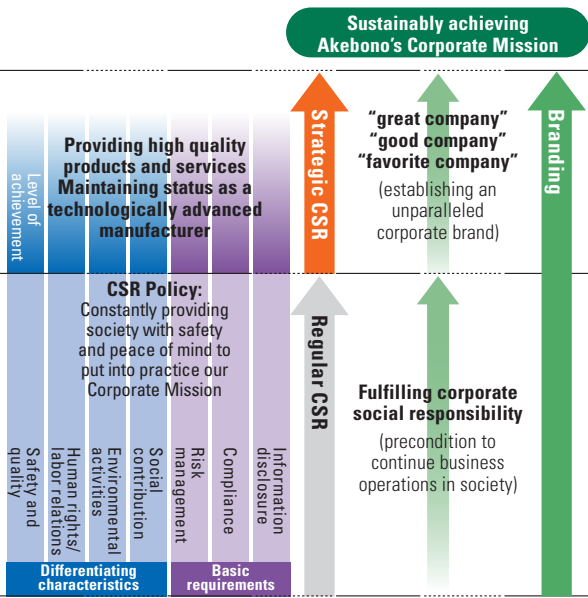 Sustainably achieving
Akebono’s Corporate Mission
Level of
achievement
Providing high quality
products and services
Maintaining status as a
technologically advanced
manufacturer
Strategic CSR
“great company”
“good company”
“favorite company”
(establishing an
unparalleled
corporate brand)
Branding
CSR Policy:
Constantly providing
society with safety
and peace of mind to
put into practice our
Corporate Mission
Regular CSR
Fulfilling corporate
social responsibility
(precondition to
continue business
operations in society)
Safety and
quality
Human rights/
labor relations
Environmental
activities
Social
contribution
Risk
management
Compliance
Information
disclosure
Differentiating
characteristics
Basic
requirements